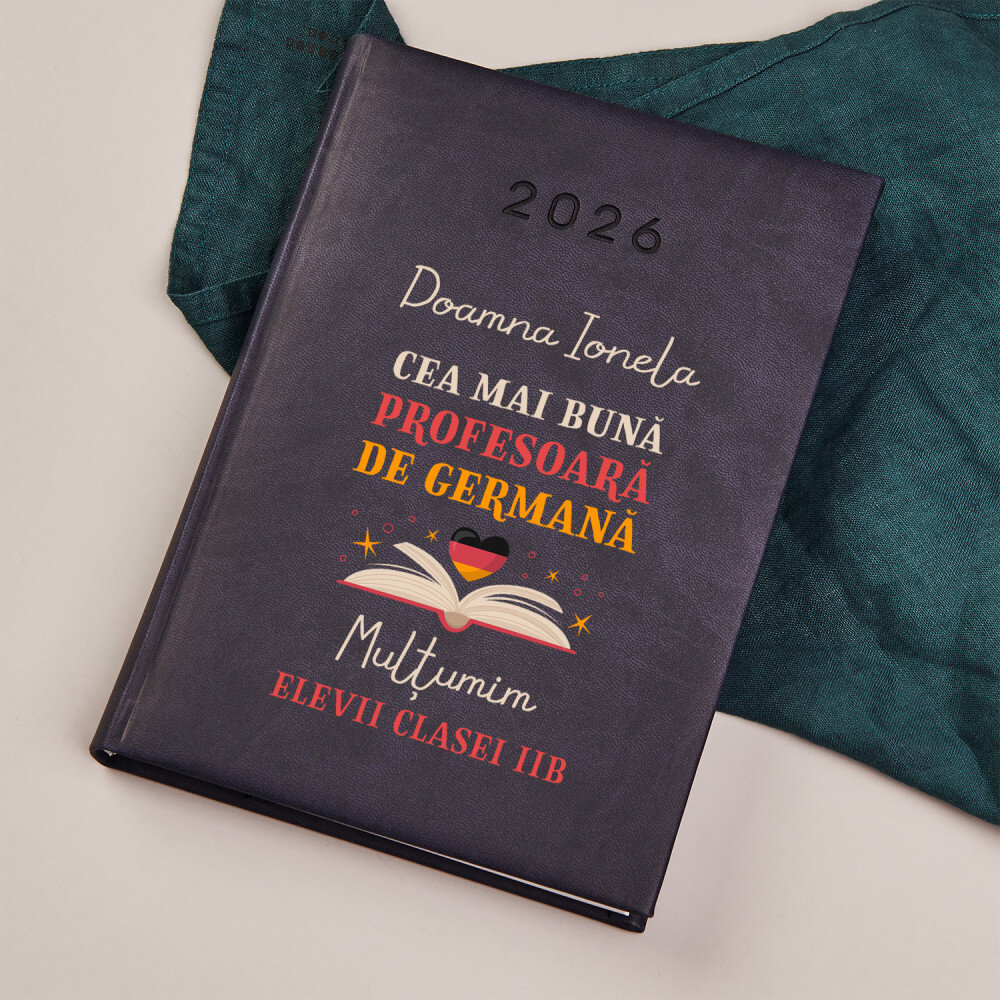 2026
Doamna Ionela
CEA MAI BUNĂ
PROFESOARĂ
DE GERMANĂ
Mulțumim
ELEVII CLASEI IIB